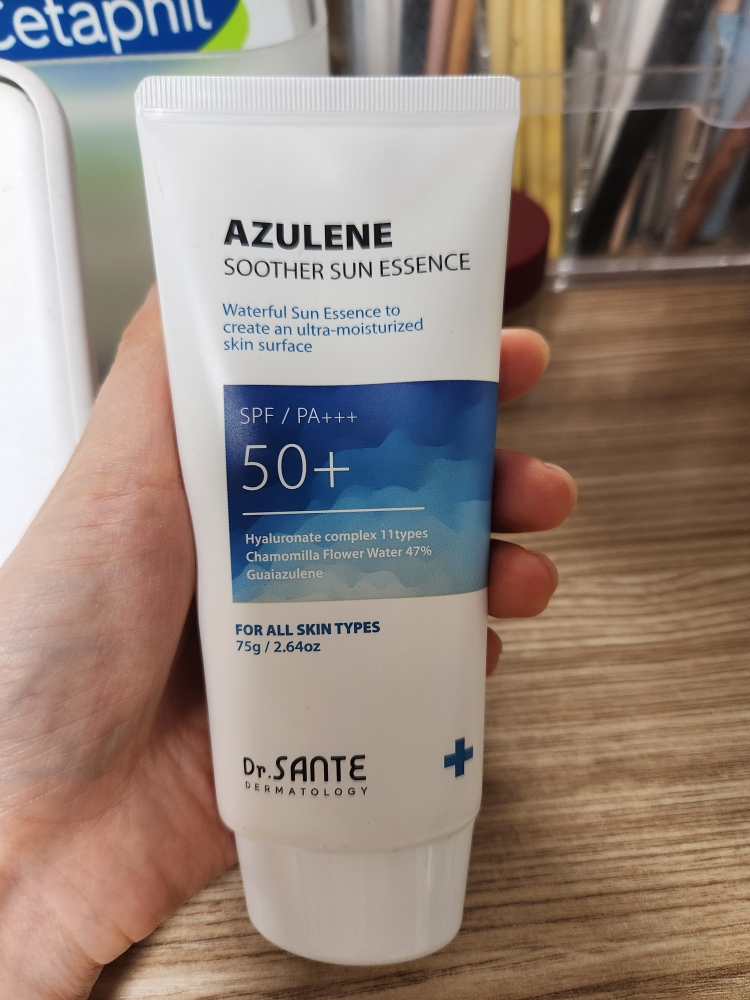 Cetaphil
AZULENE
SOOTHER SUN ESSENCE
Waterful Sun Essence to
create an ultra-moisturized
skin surface
SPF / PA+++
50+
Hyaluronate complex 11types
Chamomilla Flower Water 47%
Guaiazulene
FOR ALL SKIN TYPES
75g / 2.64oz
Dr.SANTE
DERMATOLOGY